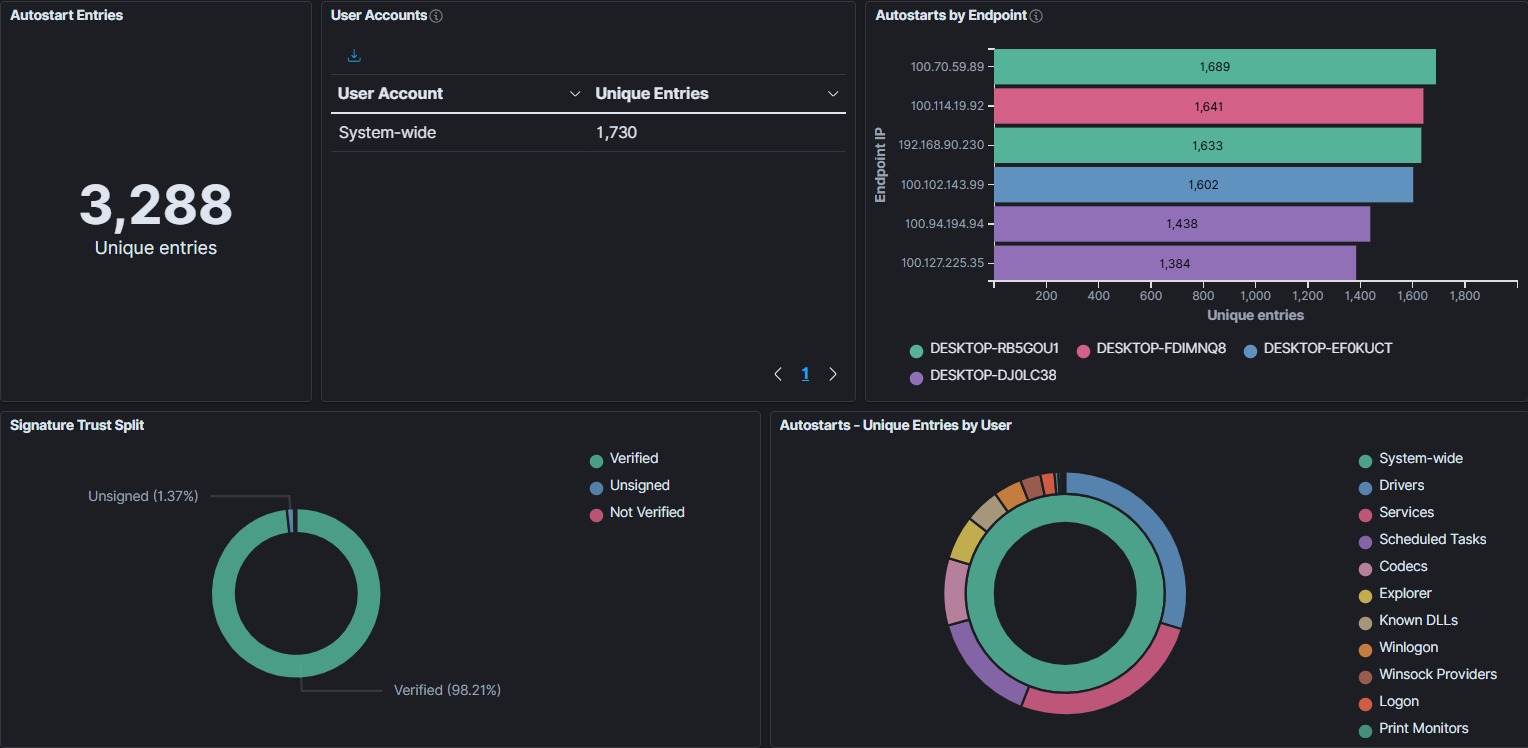 Autostart Entries
3,288
Unique entries
User Accounts
User Account Unique Entries
System-wide 1,730
1
Autostarts by Endpoint
Endpoint IP
100.70.59.89 1,689
100.114.19.92 1,641
192.168.90.230 1,633
100.102.143.99 1,602
100.94.194.94 1,438
100.127.225.35 1,384
200 400 600 800 1,000 1,200 1,400 1,600 1,800
Unique entries
DESKTOP-RB5GOU1 DESKTOP-FDIMNQ8 DESKTOP-EF0KUCT
DESKTOP-DJ0LC38
Signature Trust Split
Unsigned (1.37%)
Verified (98.21%)
Verified
Unsigned
Not Verified
Autostarts - Unique Entries by User
System-wide
Drivers
Services
Scheduled Tasks
Codecs
Explorer
Known DLLs
Winlogon
Winsock Providers
Logon
Print Monitors